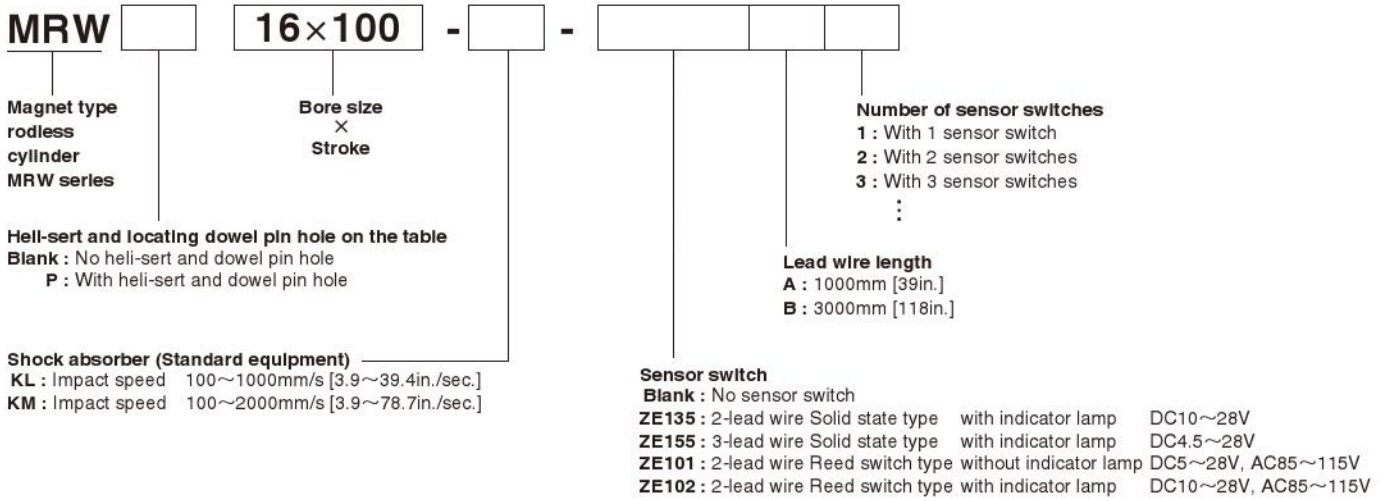 MRW 16×100 - -
Magnet type
rodless
cylinder
MRW series
Bore size
×
Stroke
Number of sensor switches
1 : With 1 sensor switch
2 : With 2 sensor switches
3 : With 3 sensor switches
⋮
Heli-sert and locating dowel pin hole on the table
Blank : No heli-sert and dowel pin hole
P : With heli-sert and dowel pin hole
Lead wire length
A : 1000mm [39in.]
B : 3000mm [118in.]
Shock absorber (Standard equipment)
KL : Impact speed 100～1000mm/s [3.9～39.4in./sec.]
KM : Impact speed 100～2000mm/s [3.9～78.7in./sec.]
Sensor switch
Blank : No sensor switch
ZE135 : 2-lead wire Solid state type with indicator lamp DC10～28V
ZE155 : 3-lead wire Solid state type with indicator lamp DC4.5～28V
ZE101 : 2-lead wire Reed switch type without indicator lamp DC5～28V, AC85～115V
ZE102 : 2-lead wire Reed switch type with indicator lamp DC10～28V, AC85～115V